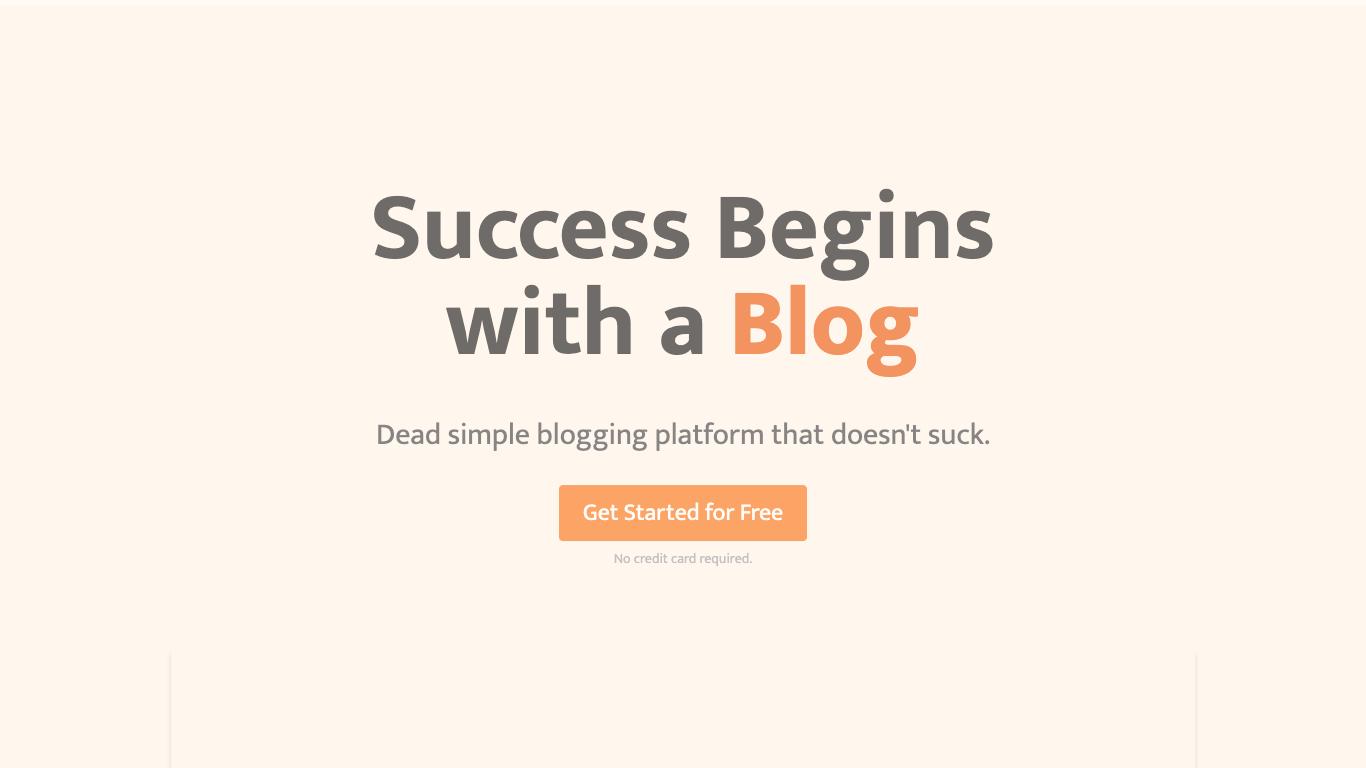 Success Begins
with a Blog
Dead simple blogging platform that doesn't suck.
Get Started for Free
No credit card required.